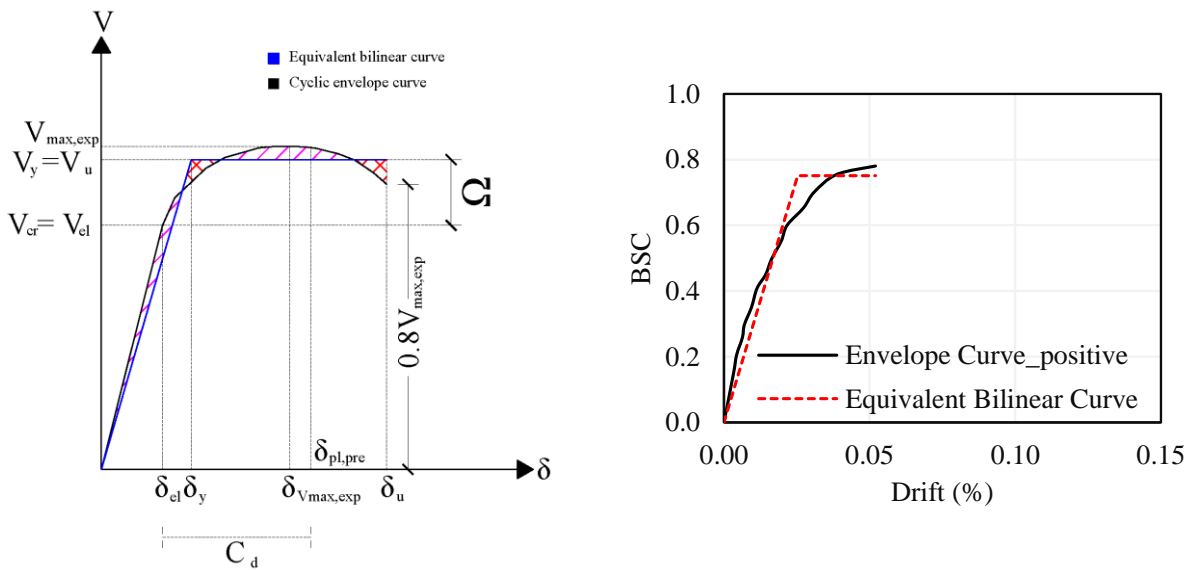 V
Equivalent bilinear curve
Cyclic envelope curve
Vmax,exp
Vy=Vu
Vcr=Vel
Ω
0.8Vmax,exp
δpl,pre
δ
δel δy δVmax,exp δu
Cd
1.0
0.8
0.6
0.4
0.2
0.0
BSC
Envelope Curve_positive
Equivalent Bilinear Curve
0.00 0.05 0.10 0.15
Drift (%)